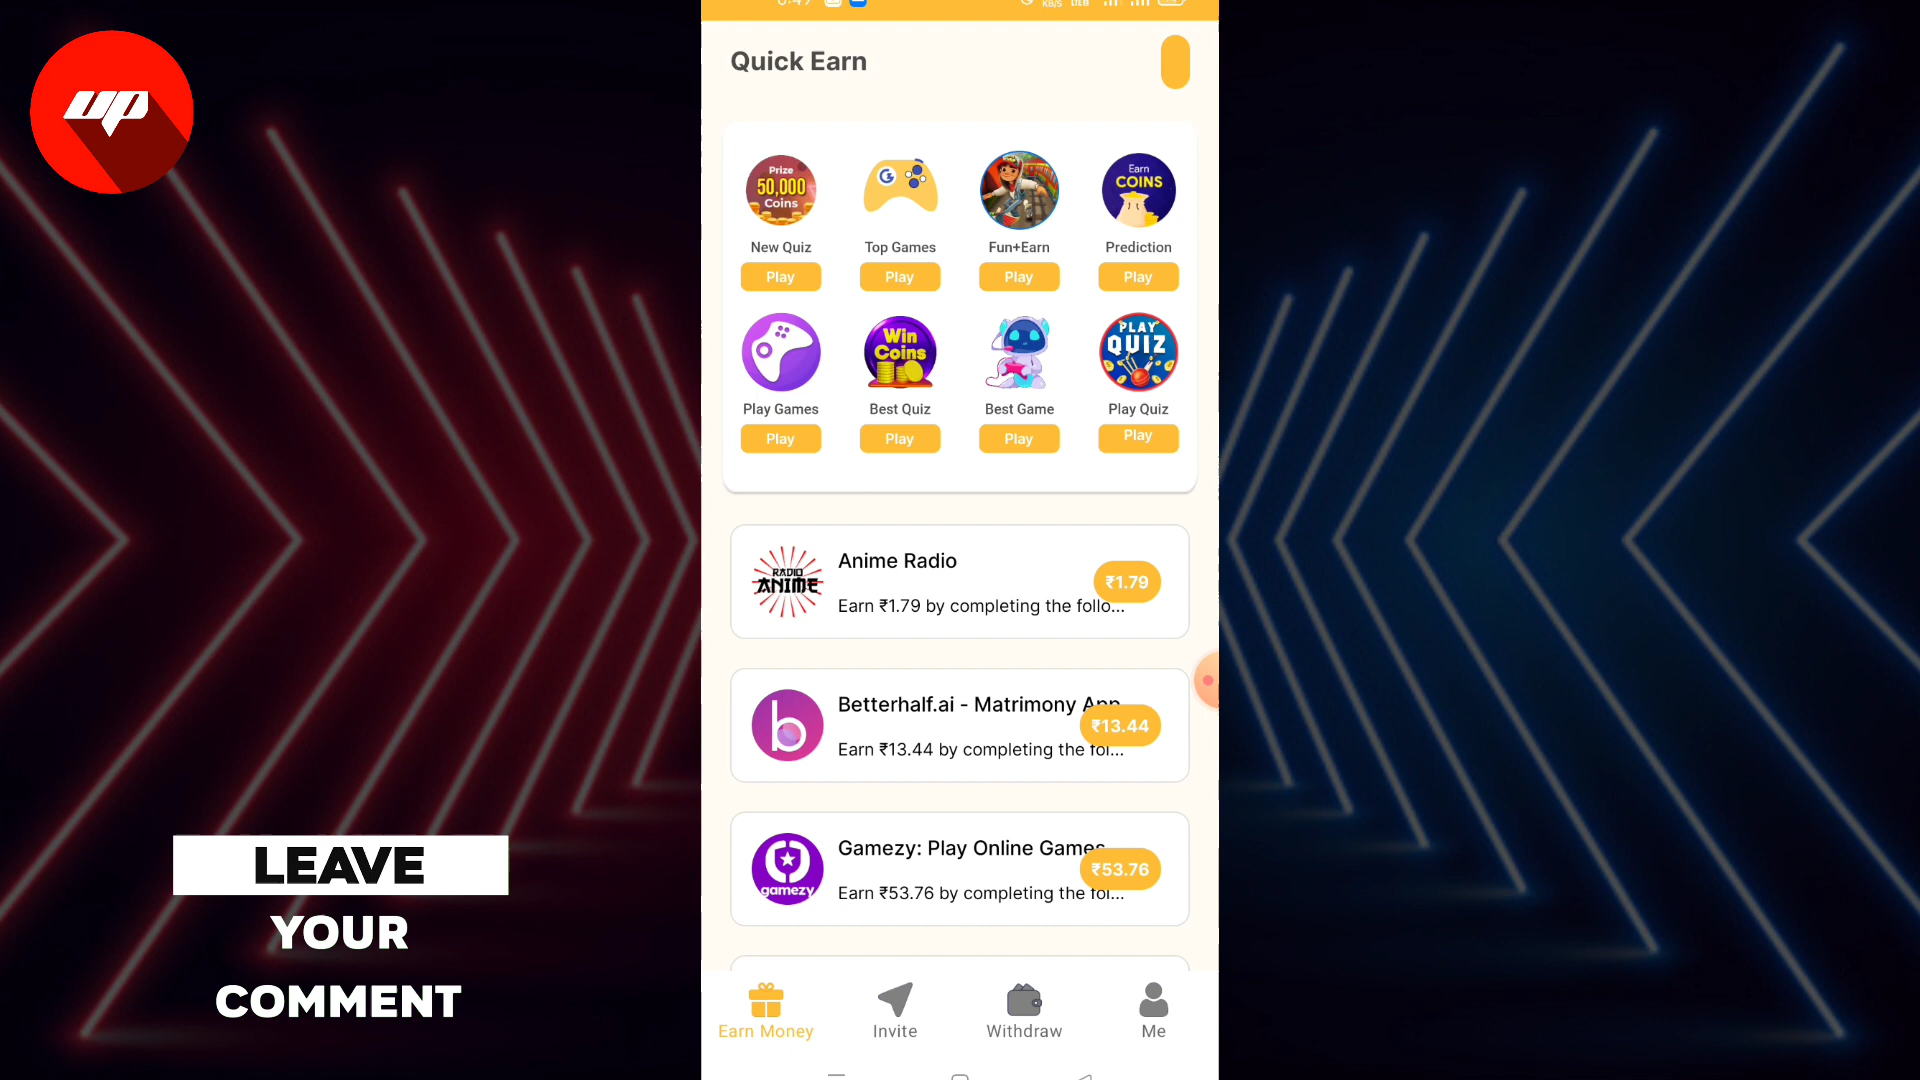 UP
Quick Earn
Prize
50,000
Coins
New Quiz
Play
Top Games
Play
Fun+Earn
Play
Earn
COINS
Prediction
Play
Play Games
Play
Win
Coins
Best Quiz
Play
Best Game
Play
PLAY
QUIZ
Play Quiz
Play
RADIO
ANIME
Anime Radio
Earn ₹1.79 by completing the follo...
₹1.79
b
Betterhalf.ai - Matrimony App
Earn ₹13.44 by completing the fol...
₹13.44
gamezy
Gamezy: Play Online Games
Earn ₹53.76 by completing the fol...
₹53.76
Earn Money
Invite
Withdraw
Me
LEAVE
YOUR
COMMENT